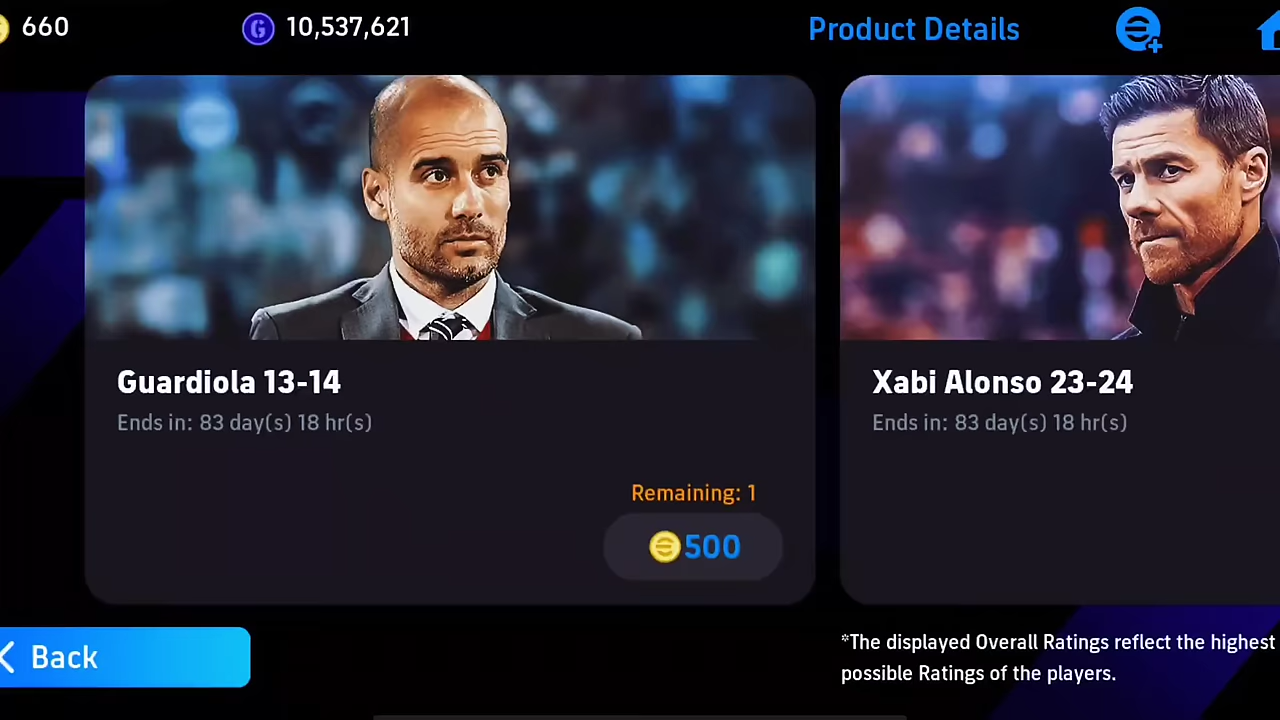 660
10,537,621
Product Details
Guardiola 13-14
Ends in: 83 day(s) 18 hr(s)
Remaining: 1
500
Xabi Alonso 23-24
Ends in: 83 day(s) 18 hr(s)
*The displayed Overall Ratings reflect the highest
possible Ratings of the players.
Back